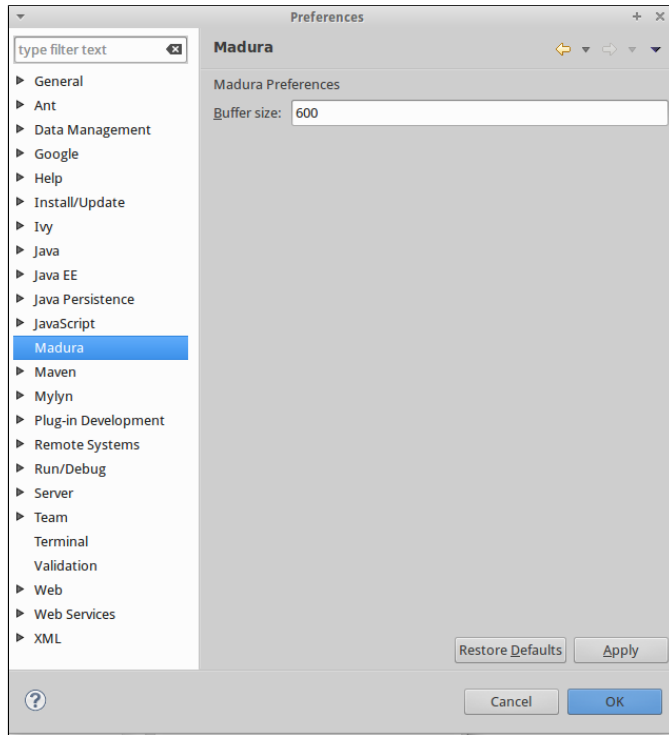 Preferences
type filter text
General
Ant
Data Management
Google
Help
Install/Update
Ivy
Java
Java EE
Java Persistence
JavaScript
Madura
Maven
Mylyn
Plug-in Development
Remote Systems
Run/Debug
Server
Team
Terminal
Validation
Web
Web Services
XML
Madura
Madura Preferences
Buffer size: 600
Restore Defaults Apply
Cancel OK